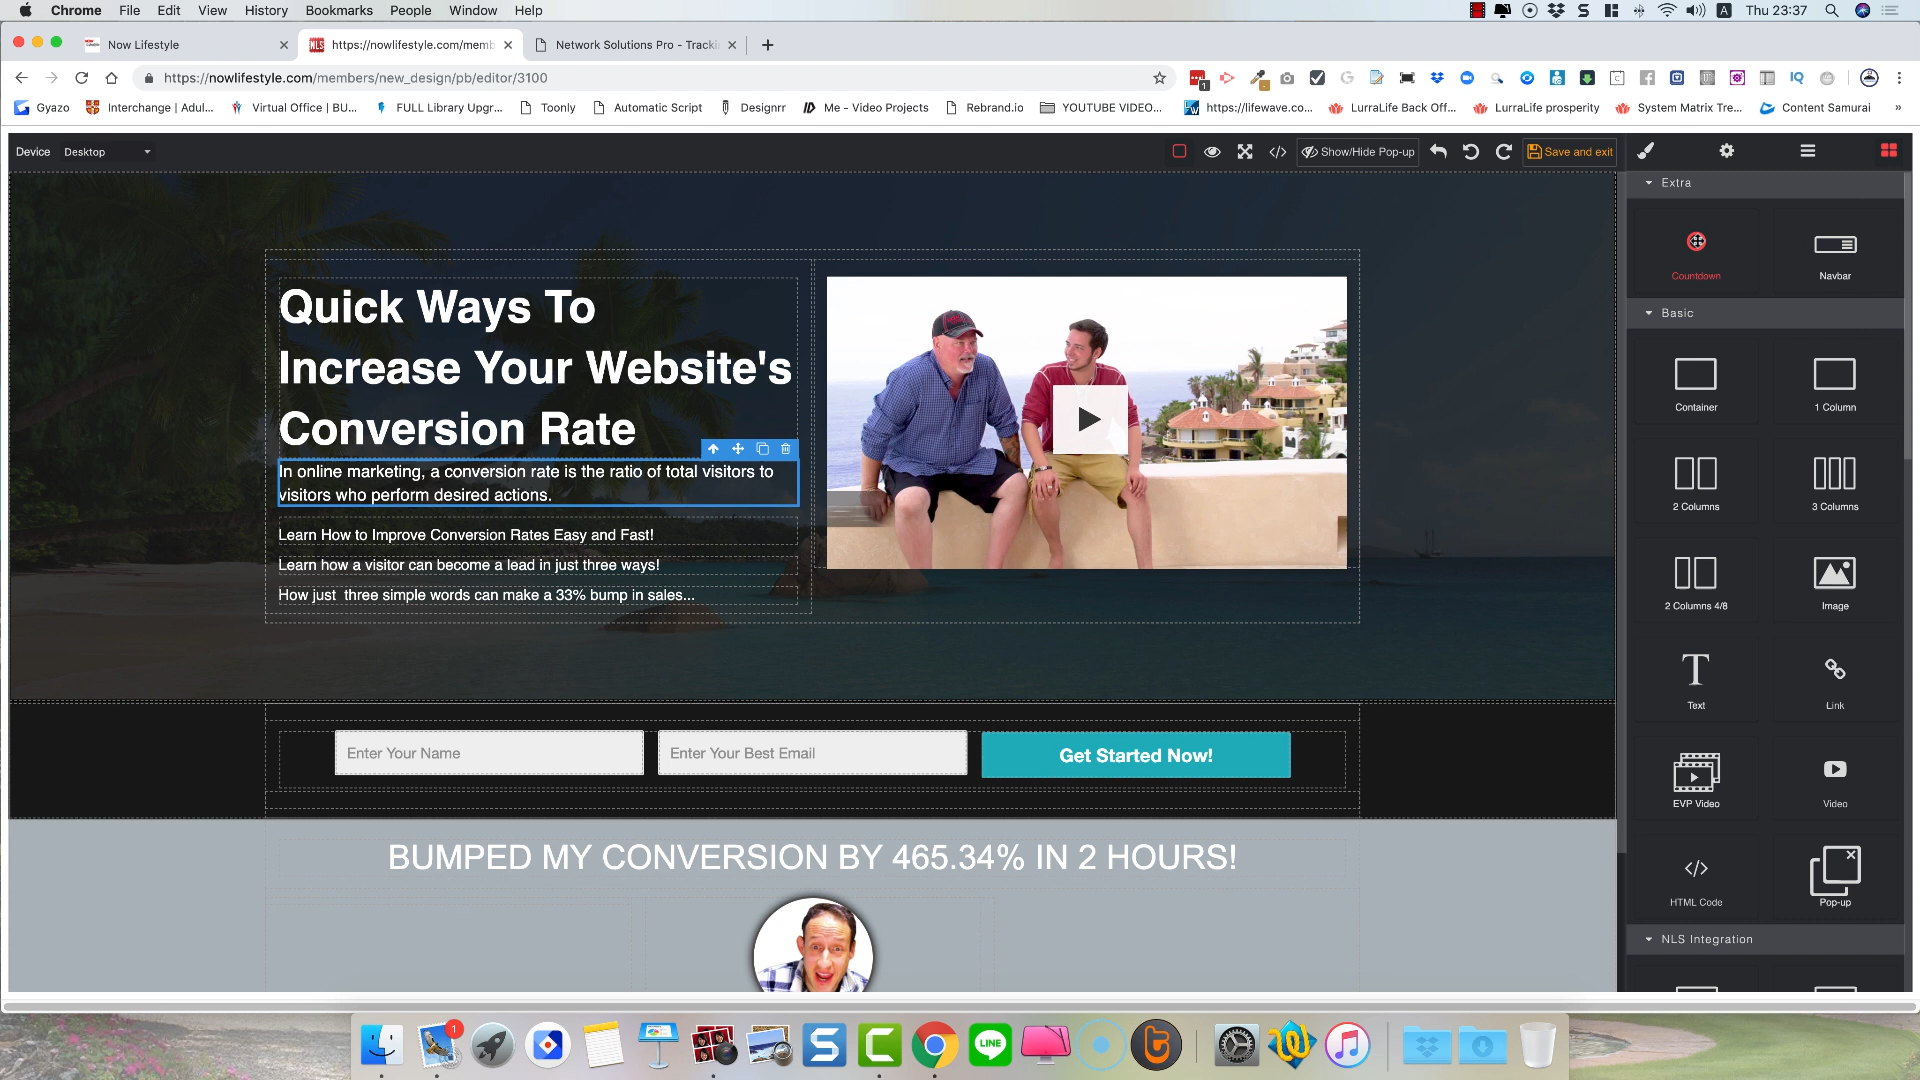 Chrome File Edit View History Bookmarks People Window Help
A Thu 23:37
Now Lifestyle
NLS https://nowlifestyle.com/memb
Network Solutions Pro - Tracki
https://nowlifestyle.com/members/new_design/pb/editor/3100
Gyazo
Interchange | Adul...
Virtual Office | BU...
FULL Library Upgr...
Toonly
Automatic Script
Designrr
Me - Video Projects
Rebrand.io
YOUTUBE VIDEO...
https://lifewave.co...
LurraLife Back Off...
LurraLife prosperity
System Matrix Tre...
Content Samurai
Device Desktop
Show/Hide Pop-up
Save and exit
Extra
Countdown Navbar
Basic
Container 1 Column
2 Columns 3 Columns
2 Columns 4/8 Image
Text Link
EVP Video Video
HTML Code Pop-up
NLS Integration
Quick Ways To
Increase Your Website's
Conversion Rate
In online marketing, a conversion rate is the ratio of total visitors to
visitors who perform desired actions.
Learn How to Improve Conversion Rates Easy and Fast!
Learn how a visitor can become a lead in just three ways!
How just three simple words can make a 33% bump in sales...
Enter Your Name
Enter Your Best Email
Get Started Now!
BUMPED MY CONVERSION BY 465.34% IN 2 HOURS!
1
LINE